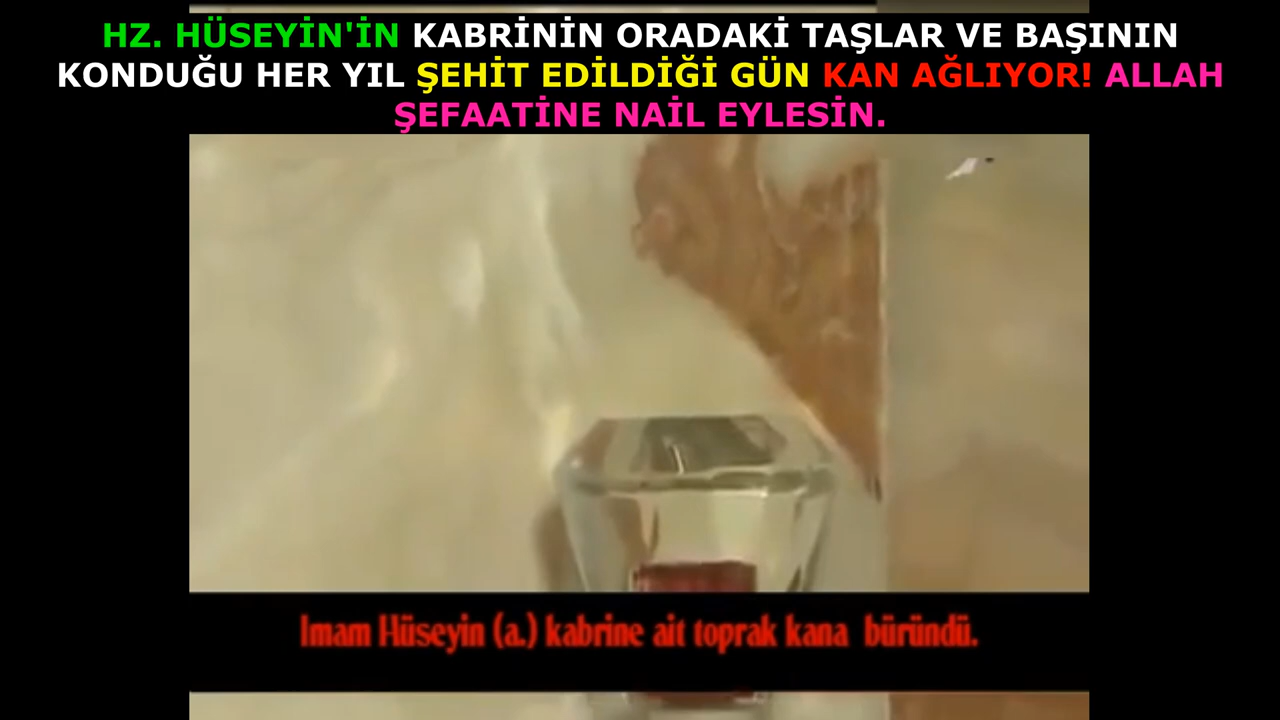 HZ. HÜSEYİN'İN KABRİNİN ORADAKİ TAŞLAR VE BAŞININ
KONDUĞU HER YIL ŞEHİT EDİLDİĞİ GÜN KAN AĞLIYOR! ALLAH
ŞEFAATİNE NAİL EYLESİN.
Imam Hüseyin (a.) kabrine ait toprak kana büründü.